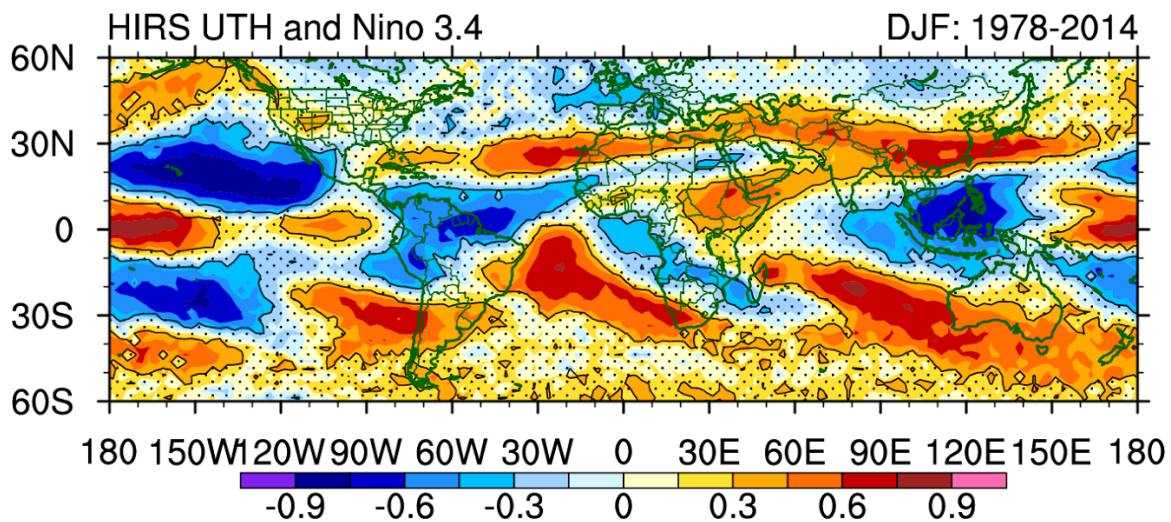 HIRS UTH and Nino 3.4 DJF: 1978-2014
60N
30N
0
30S
60S
180 150W 120W 90W 60W 30W 0 30E 60E 90E 120E 150E 180
-0.9 -0.6 -0.3 0 0.3 0.6 0.9